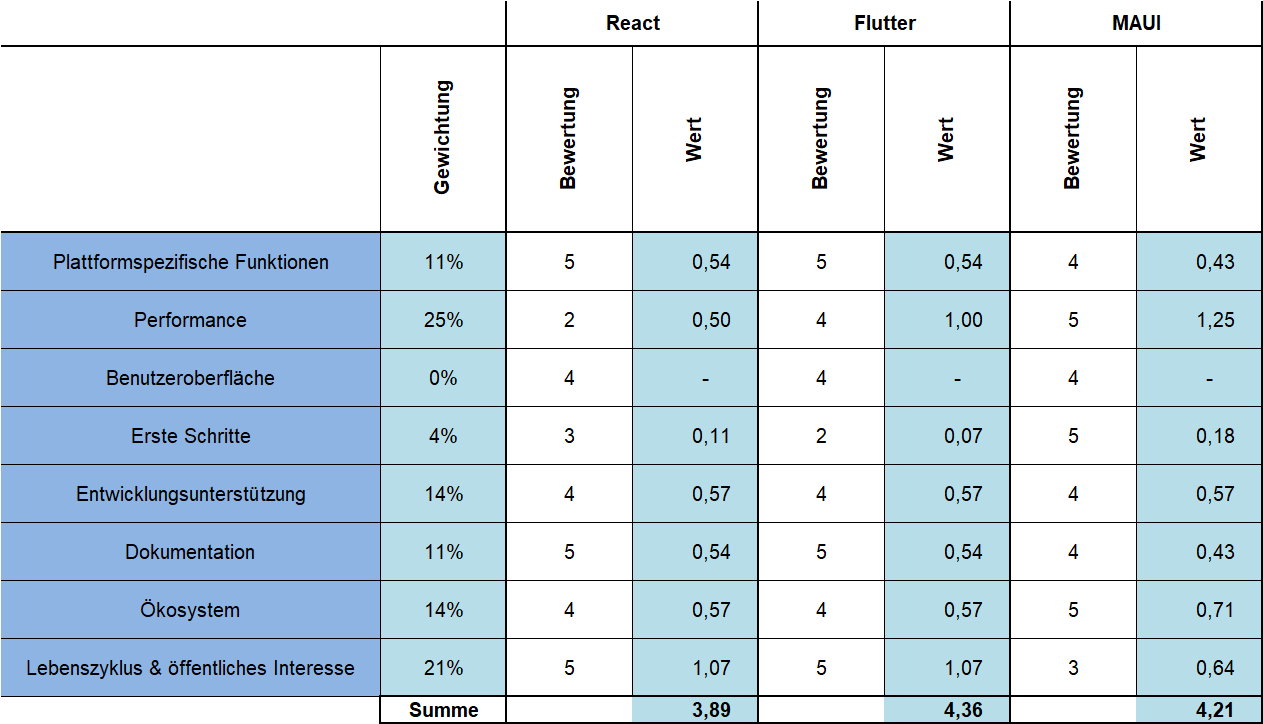 React Flutter MAUI
Gewichtung Bewertung Wert Bewertung Wert Bewertung Wert
Plattformspezifische Funktionen 11% 5 0,54 5 0,54 4 0,43
Performance 25% 2 0,50 4 1,00 5 1,25
Benutzeroberfläche 0% 4 - 4 - 4 -
Erste Schritte 4% 3 0,11 2 0,07 5 0,18
Entwicklungsunterstützung 14% 4 0,57 4 0,57 4 0,57
Dokumentation 11% 5 0,54 5 0,54 4 0,43
Ökosystem 14% 4 0,57 4 0,57 5 0,71
Lebenszyklus & öffentliches Interesse 21% 5 1,07 5 1,07 3 0,64
Summe 3,89 4,36 4,21